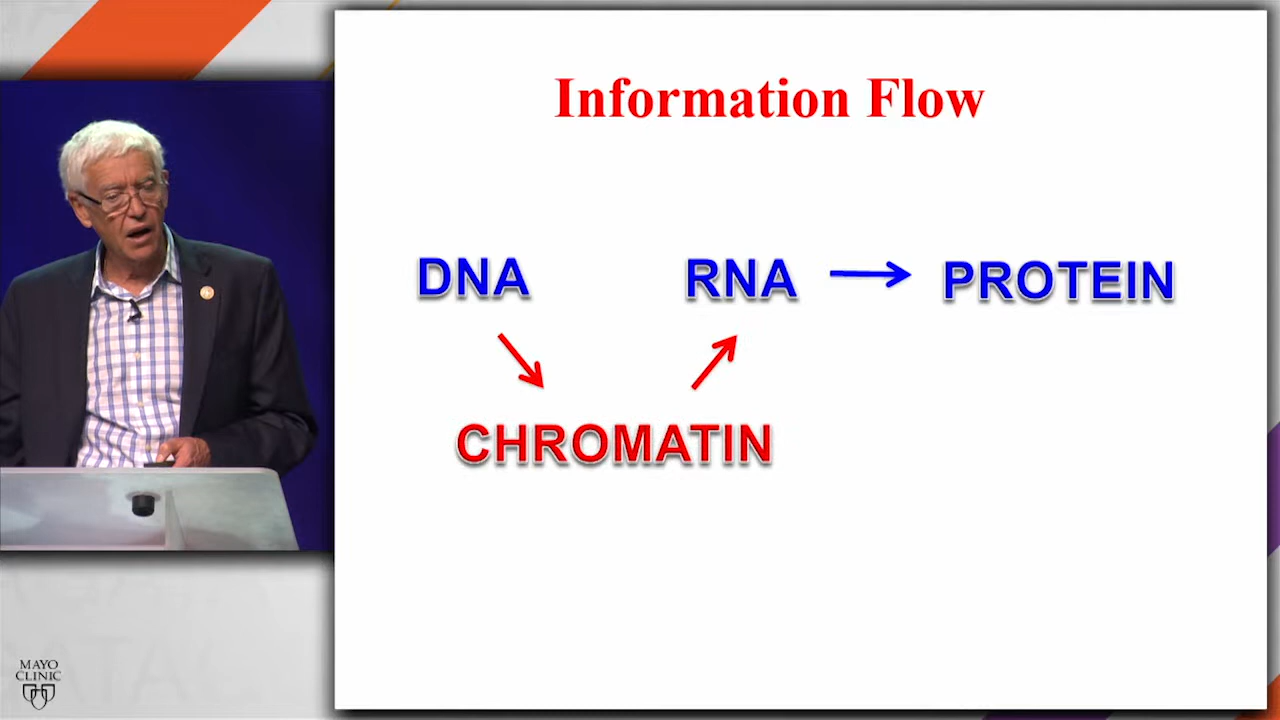 Information Flow
DNA RNA PROTEIN
CHROMATIN
MAYO
CLINIC